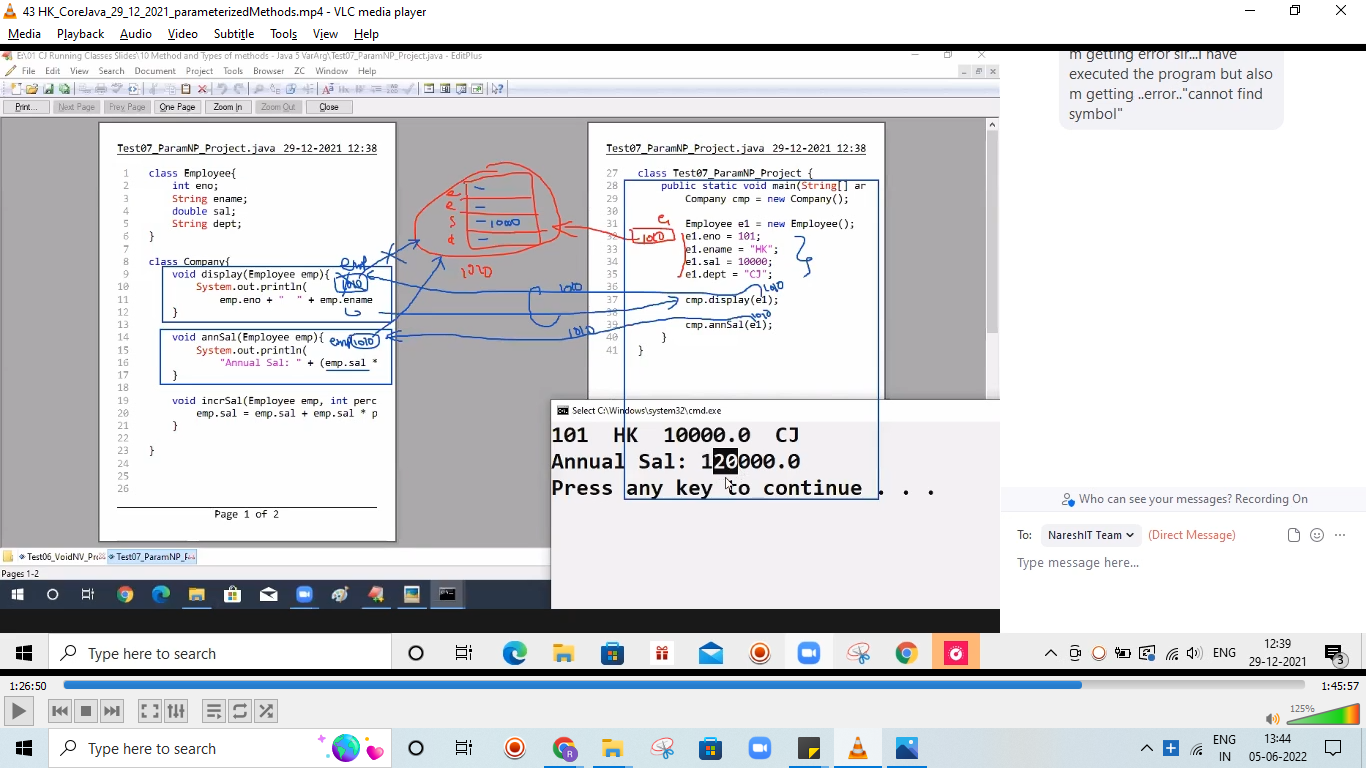 43 HK_CoreJava_29_12_2021_parameterizedMethods.mp4 - VLC media player
Media Playback Audio Video Subtitle Tools View Help
E:\01 CJ Running Classes Slides\10 Method and Types of methods - Java 5 VarArg\Test07_ParamNP_Project.java - EditPlus
File Edit View Search Document Project Tools Browser ZC Window Help
Print... Next Page Prev Page One Page Zoom In Zoom Out Close
Test07_ParamNP_Project.java 29-12-2021 12:38
1 class Employee{
2 int eno;
3 String ename;
4 double sal;
5 String dept;
6 }
7
8 class Company{
9 void display(Employee emp){
10 System.out.println(
11 emp.eno + " " + emp.ename
12 }
13
14 void annSal(Employee emp){
15 System.out.println(
16 "Annual Sal: " + (emp.sal *
17 }
18
19 void incrSal(Employee emp, int perc
20 emp.sal = emp.sal + emp.sal * p
21 }
22
23 }
24
25
26
Page 1 of 2
emp
1010
emp 1010
e
e
s 1000
d
1010
1010
1010
Test07_ParamNP_Project.java 29-12-2021 12:38
27 class Test07_ParamNP_Project {
28 public static void main(String[] ar
29 Company cmp = new Company();
30
31 Employee e1 = new Employee();
32 e1.eno = 101;
33 e1.ename = "HK";
34 e1.sal = 10000;
35 e1.dept = "CJ";
36
37 cmp.display(e1);
38
39 cmp.annSal(e1);
40 }
41 }
e1
1010
1010
1010
Select C:\Windows\system32\cmd.exe
101 HK 10000.0 CJ
Annual Sal: 120000.0
Press any key to continue . . .
Test06_VoidNV_Pr Test07_ParamNP_F
Pages 1-2
m getting error sir...I have
executed the program but also
m getting ..error.."cannot find
symbol"
Who can see your messages? Recording On
To: NareshIT Team (Direct Message)
Type message here...
Type here to search
ENG
12:39
29-12-2021
3
1:26:50
1:45:57
125%
Type here to search
ENG
IN
13:44
05-06-2022